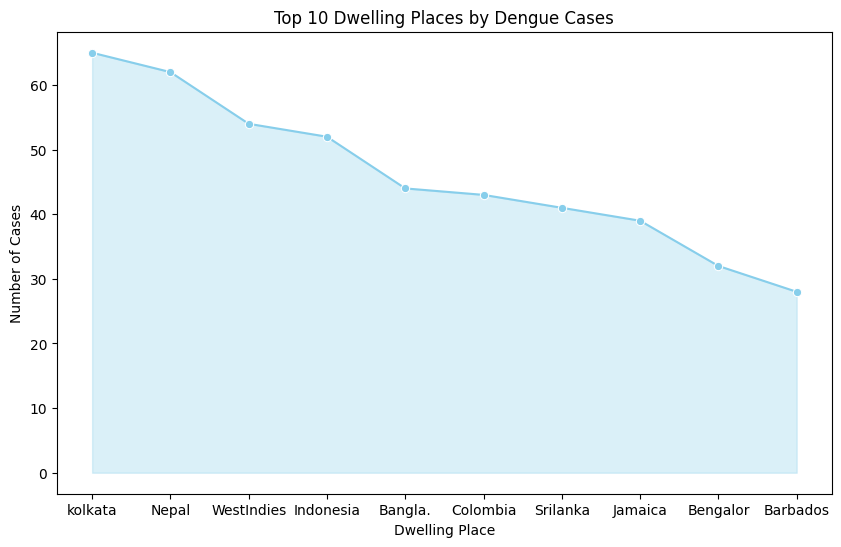 Top 10 Dwelling Places by Dengue Cases
Number of Cases
60
50
40
30
20
10
0
kolkata Nepal WestIndies Indonesia Bangla. Colombia Srilanka Jamaica Bengalor Barbados
Dwelling Place